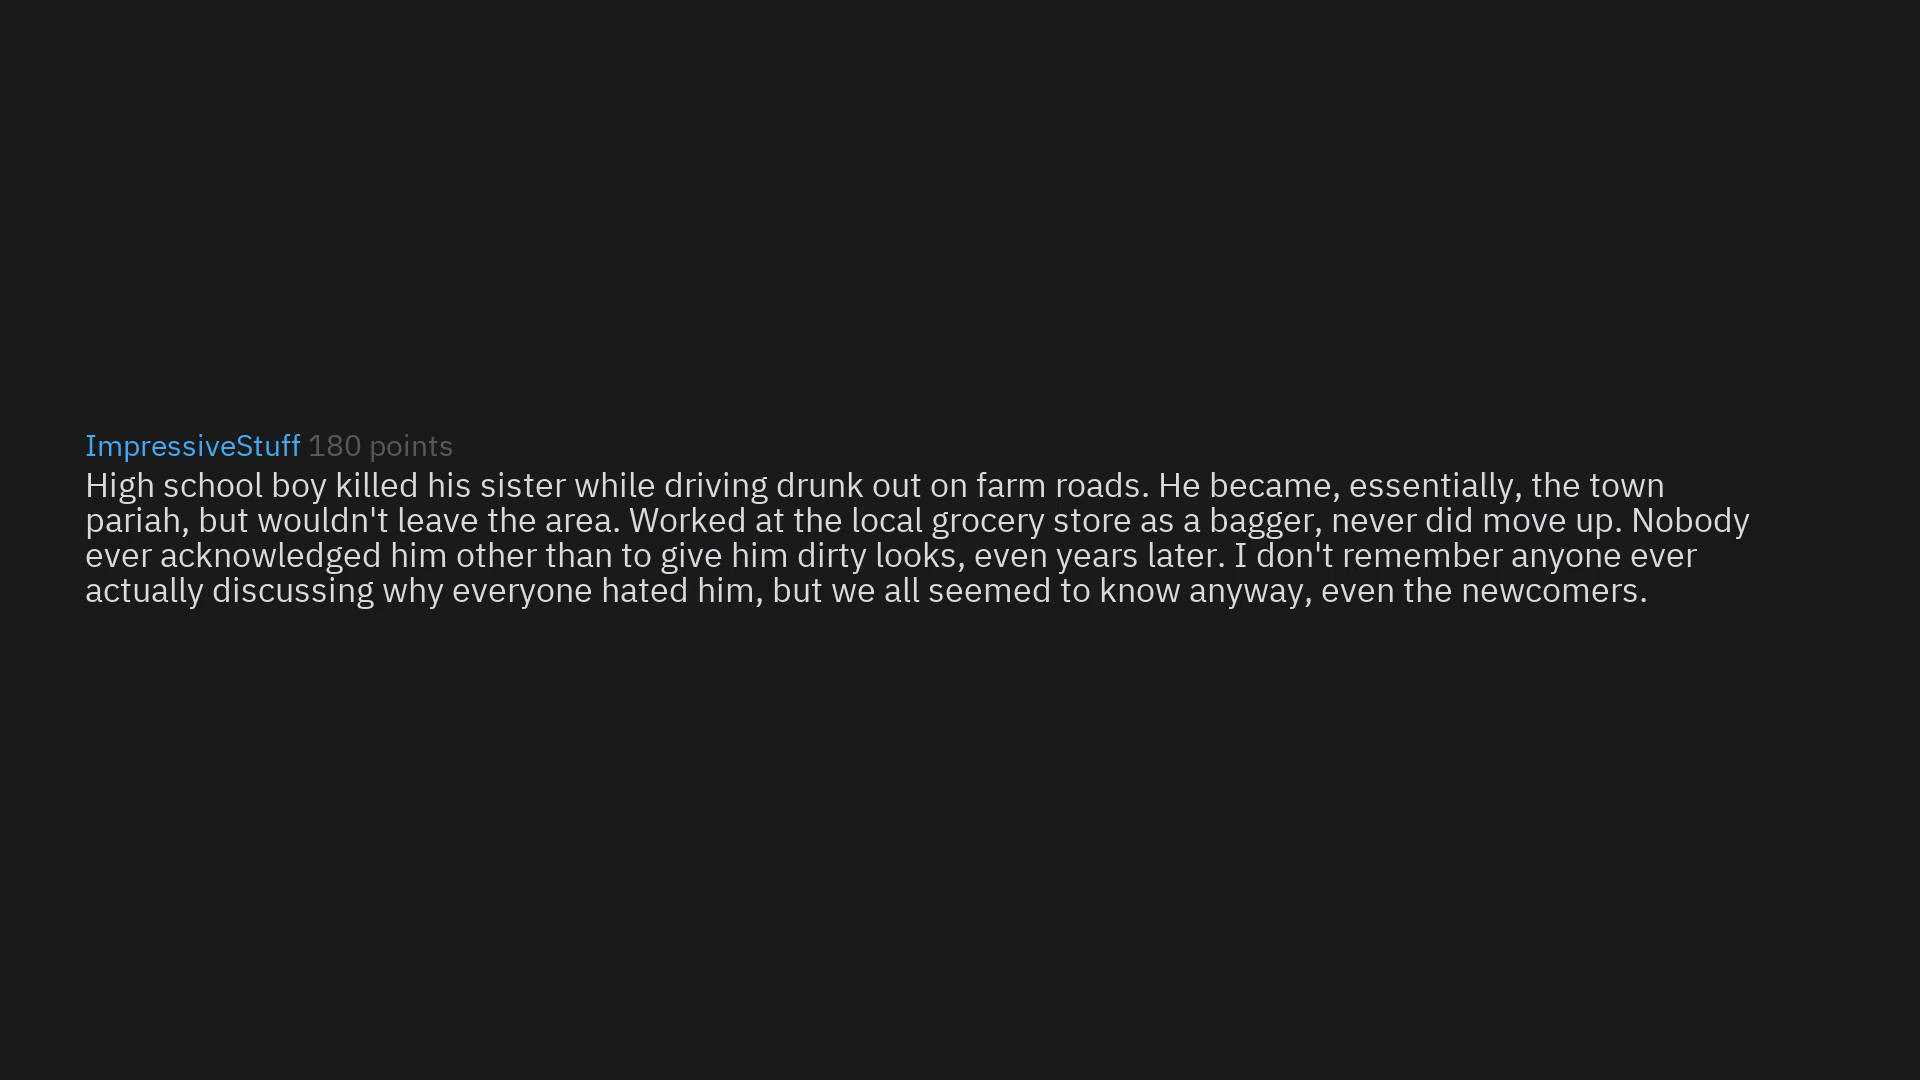 ImpressiveStuff 180 points
High school boy killed his sister while driving drunk out on farm roads. He became, essentially, the town
pariah, but wouldn't leave the area. Worked at the local grocery store as a bagger, never did move up. Nobody
ever acknowledged him other than to give him dirty looks, even years later. I don't remember anyone ever
actually discussing why everyone hated him, but we all seemed to know anyway, even the newcomers.